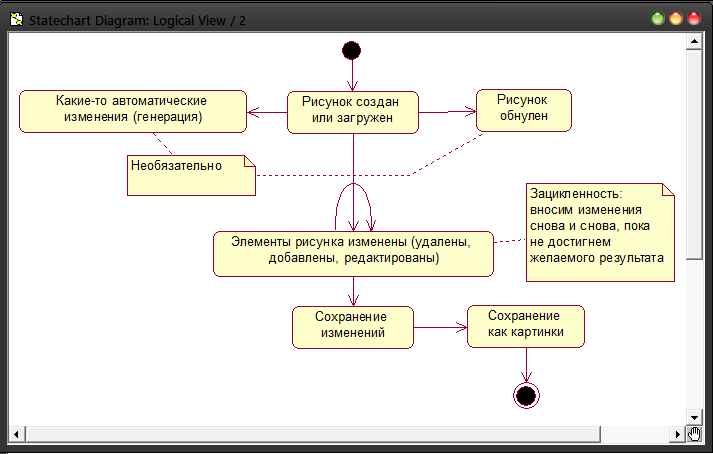 Statechart Diagram: Logical View / 2
Какие-то автоматические
изменения (генерация)
Рисунок создан
или загружен
Рисунок
обнулен
Необязательно
Зацикленность:
вносим изменения
снова и снова, пока
не достигнем
желаемого результата
Элементы рисунка изменены (удалены,
добавлены, редактированы)
Сохранение
изменений
Сохранение
как картинки